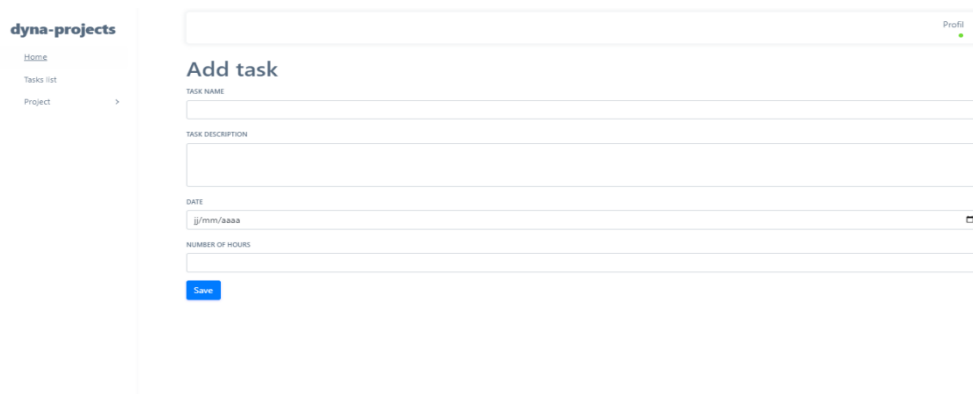 dyna-projects
Home
Tasks list
Project
Profil
Add task
TASK NAME
TASK DESCRIPTION
DATE
jj/mm/aaaa
NUMBER OF HOURS
Save